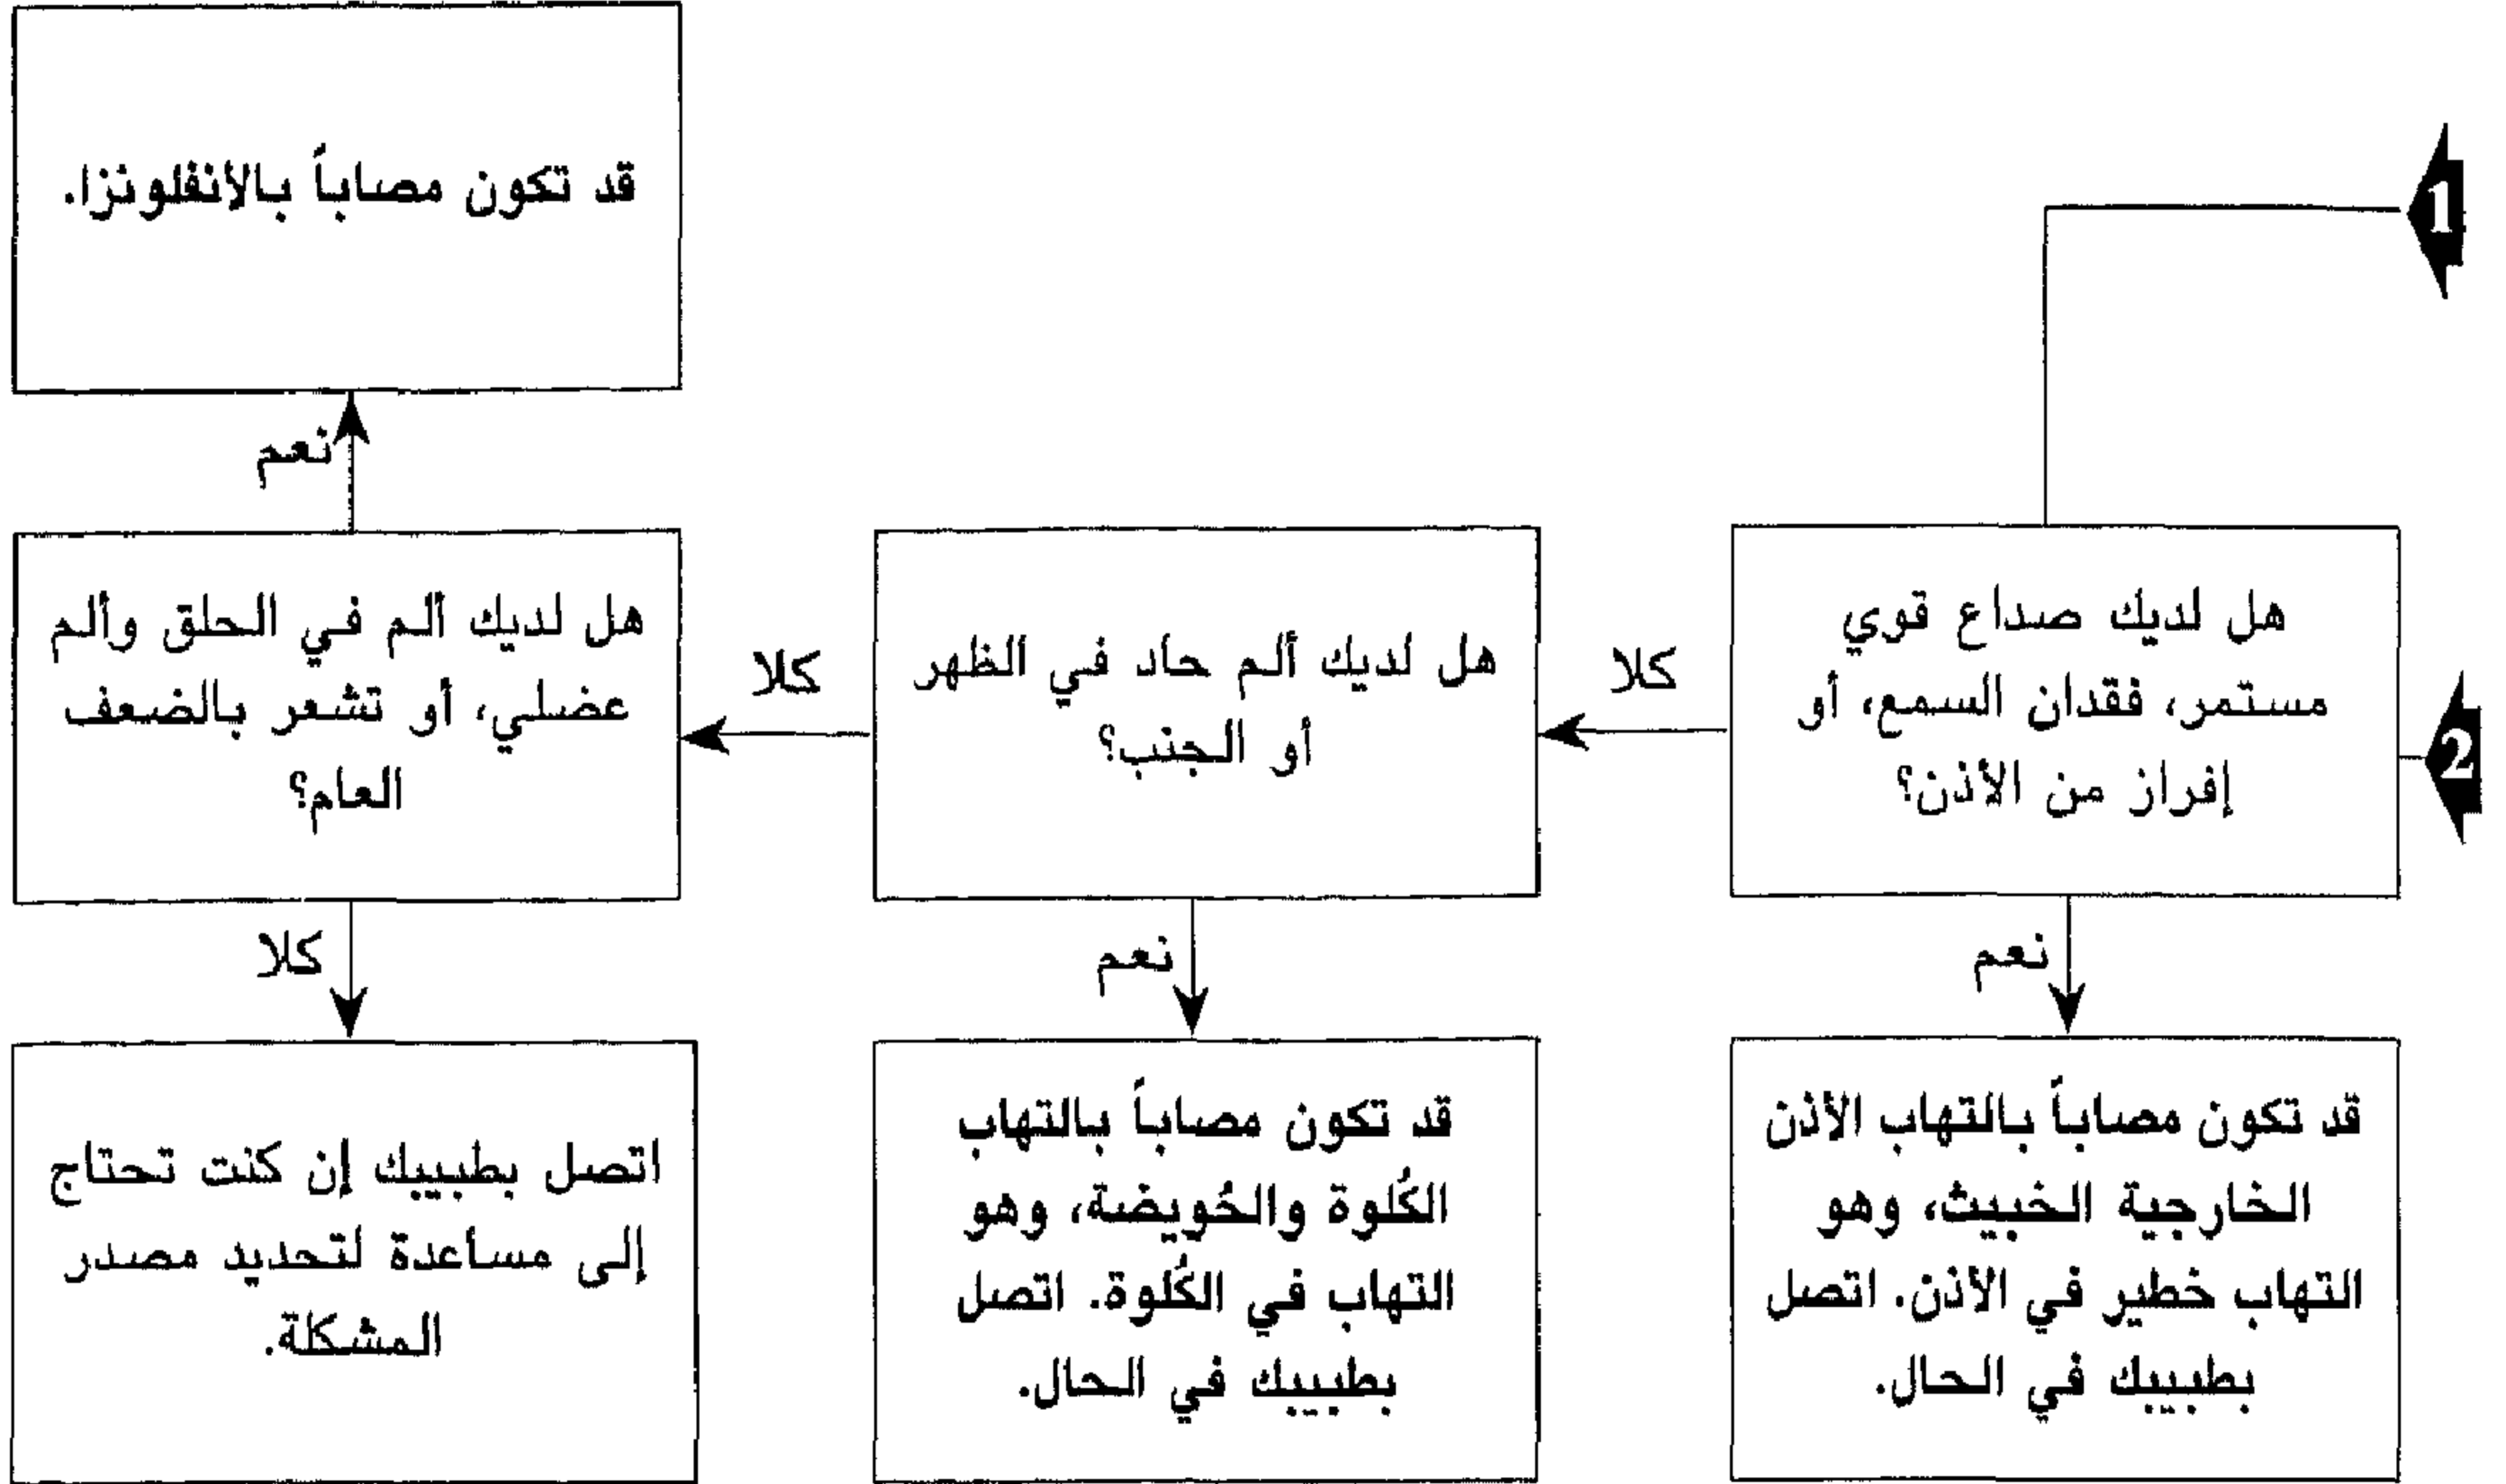 1
2
هل لديك صداع قوي
مستمر، فقدان السمع، أو
إفراز من الأذن؟
نعم
قد تكون مصاباً بالتهاب الأذن
الخارجية الخبيث، وهو
التهاب خطير في الأذن. اتصل
بطبيبك في الحال.
كلا
هل لديك ألم حاد في الظهر
أو الجنب؟
نعم
قد تكون مصاباً بالتهاب
الكُلوة والحُويضة، وهو
التهاب في الكُلوة. اتصل
بطبيبك في الحال.
كلا
هل لديك ألم في الحلق وألم
عضلي، أو تشعر بالضعف
العام؟
نعم
قد تكون مصاباً بالانفلونزا.
كلا
اتصل بطبيبك إن كنت تحتاج
إلى مساعدة لتحديد مصدر
المشكلة.